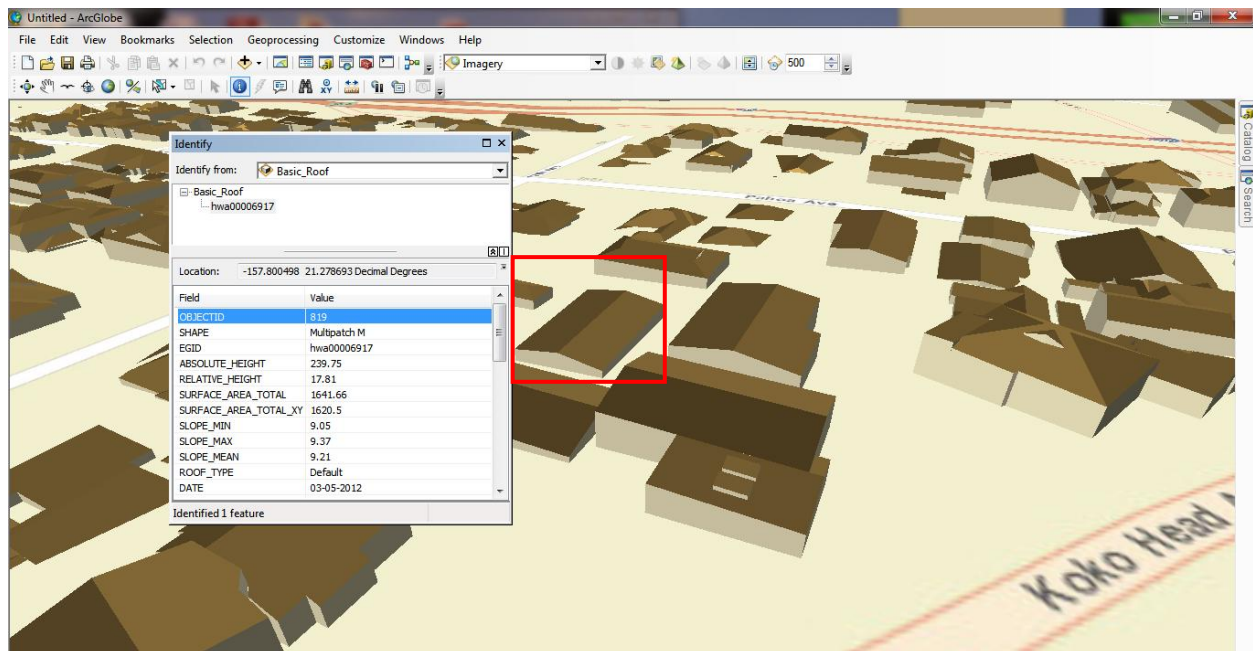 Untitled - ArcGlobe
File Edit View Bookmarks Selection Geoprocessing Customize Windows Help
Imagery
500
Identify
Identify from: Basic_Roof
Basic_Roof
hwa00006917
Location: -157.800498 21.278693 Decimal Degrees
Field Value
OBJECTID 819
SHAPE Multipatch M
EGID hwa00006917
ABSOLUTE_HEIGHT 239.75
RELATIVE_HEIGHT 17.81
SURFACE_AREA_TOTAL 1641.66
SURFACE_AREA_TOTAL_XY 1620.5
SLOPE_MIN 9.05
SLOPE_MAX 9.37
SLOPE_MEAN 9.21
ROOF_TYPE Default
DATE 03-05-2012
Identified 1 feature
Pahoa Ave
Koko Head
Catalog
Search